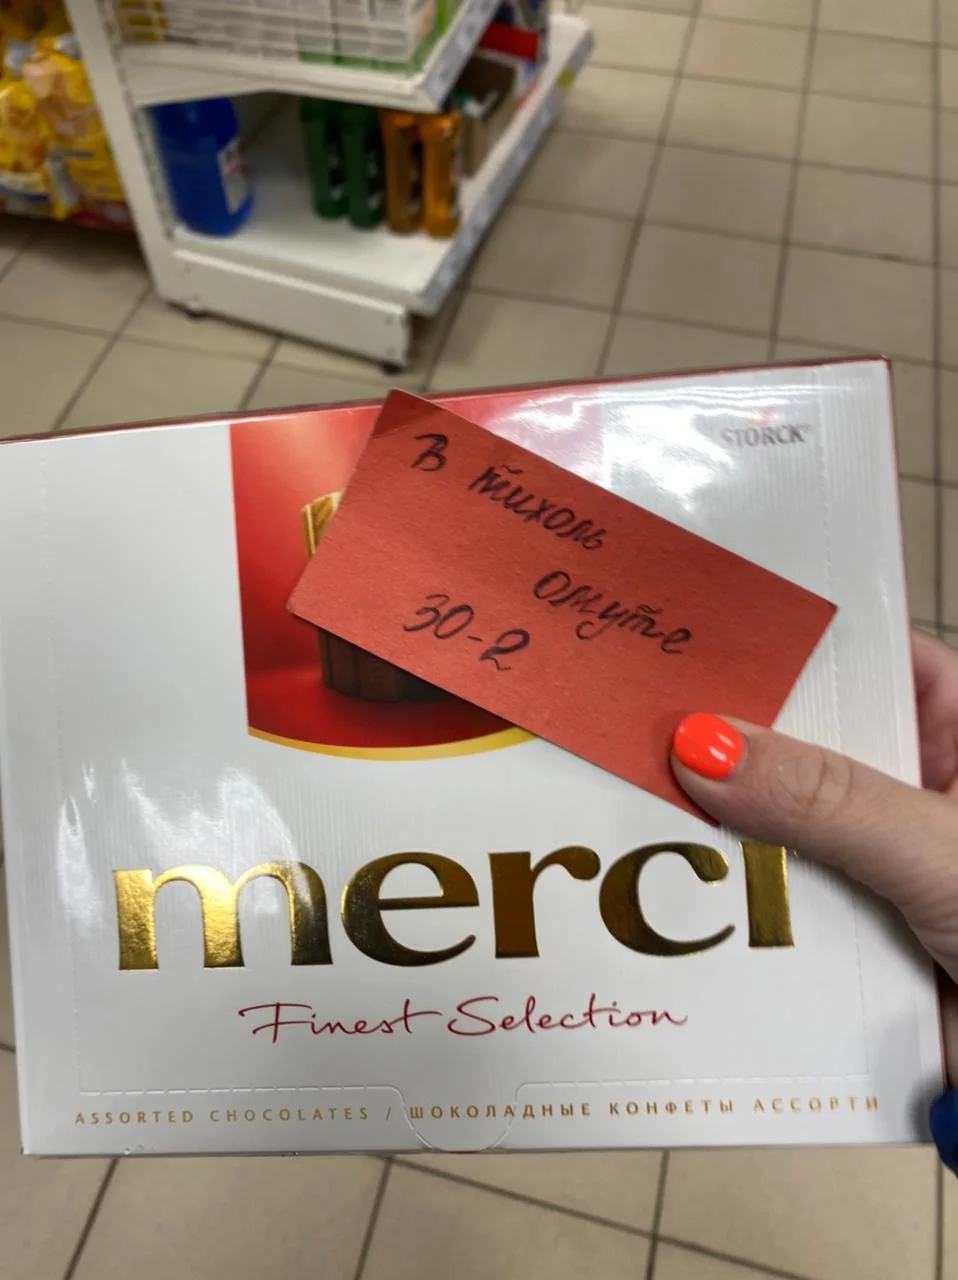 STORCK®
В тихом
омуте
30-2
merci
Finest Selection
ASSORTED CHOCOLATES / ШОКОЛАДНЫЕ КОНФЕТЫ АССОРТИ